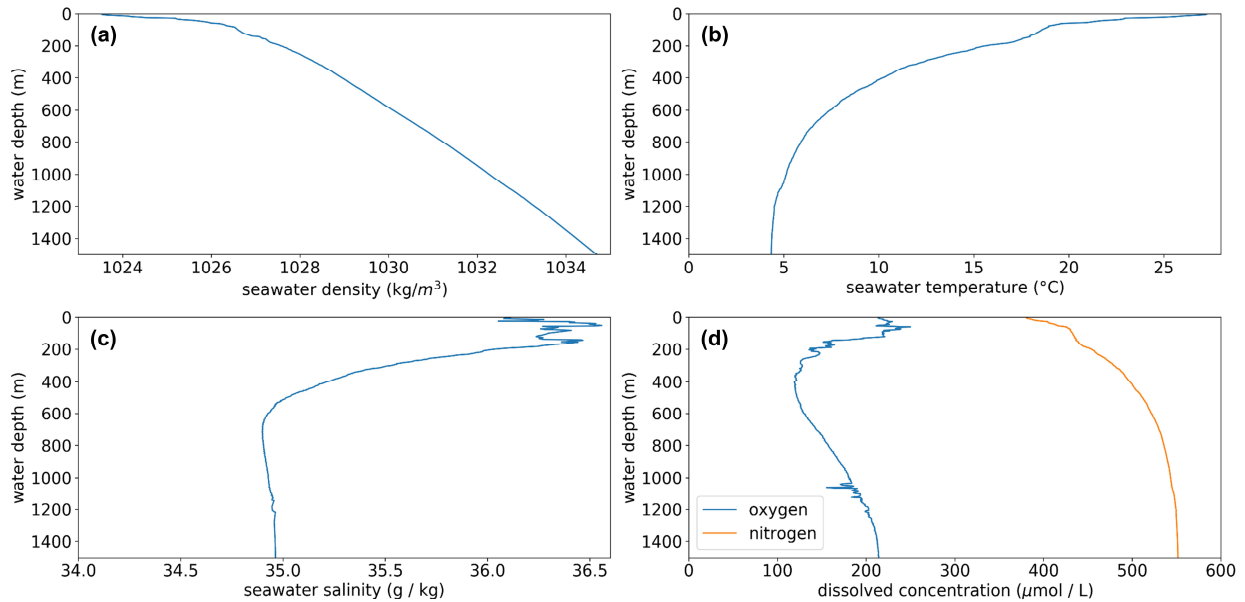 (a)
0
200
400
600
800
1000
1200
1400
water depth (m)
1024 1026 1028 1030 1032 1034
seawater density (kg/m³)
(b)
0
200
400
600
800
1000
1200
1400
water depth (m)
0 5 10 15 20 25
seawater temperature (°C)
(c)
0
200
400
600
800
1000
1200
1400
water depth (m)
34.0 34.5 35.0 35.5 36.0 36.5
seawater salinity (g / kg)
(d)
0
200
400
600
800
1000
1200
1400
water depth (m)
oxygen
nitrogen
0 100 200 300 400 500 600
dissolved concentration (μmol / L)